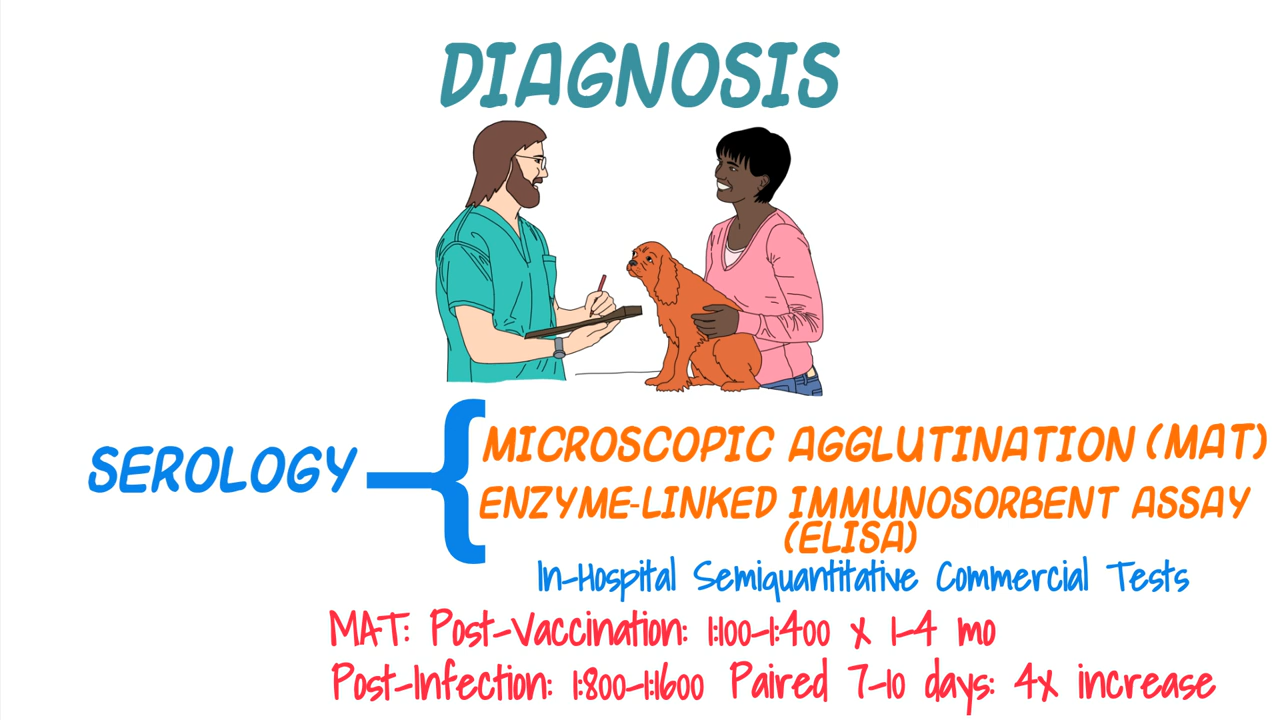 DIAGNOSIS
SEROLOGY
MICROSCOPIC AGGLUTINATION (MAT)
ENZYME-LINKED IMMUNOSORBENT ASSAY
(ELISA)
In-Hospital Semiquantitative Commercial Tests
MAT: Post-Vaccination: 1:100-1:400 x 1-4 mo
Post-Infection: 1:800-1:1600 Paired 7-10 days: 4x increase